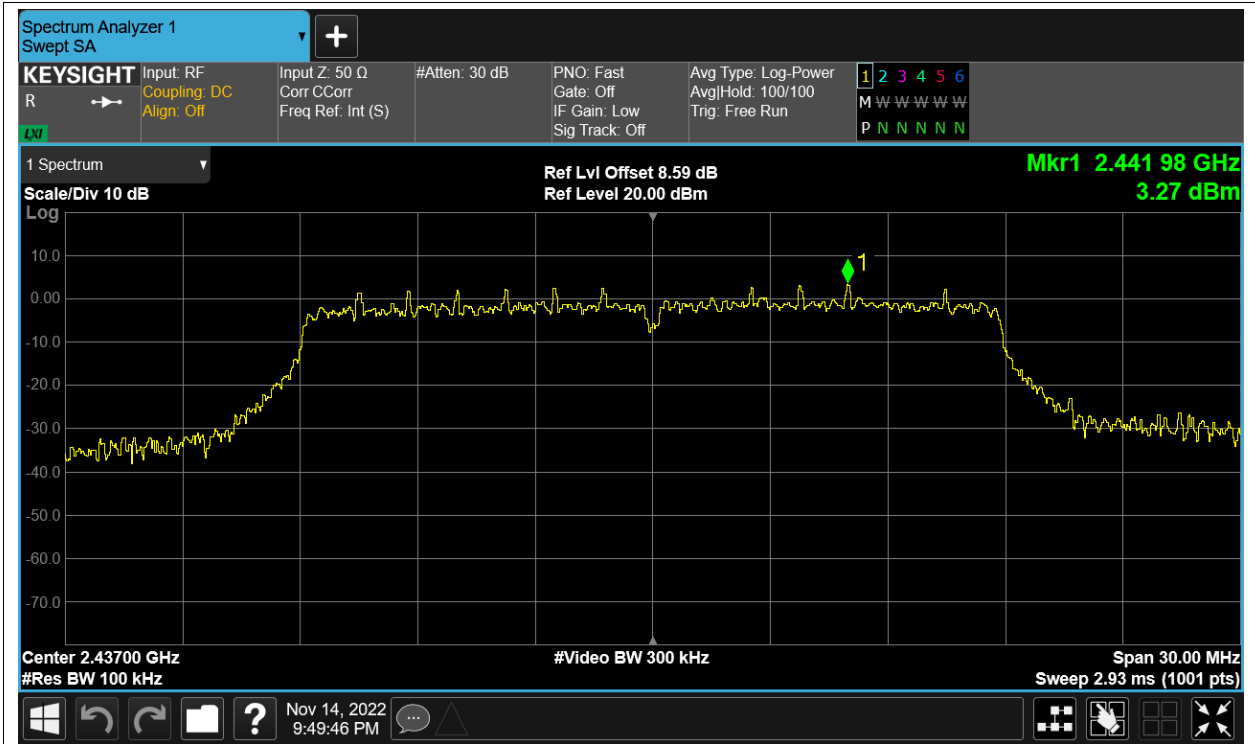 Spectrum Analyzer 1
Swept SA
KEYSIGHT
R
LXI
Input: RF
Coupling: DC
Align: Off
Input Z: 50 Ω
Corr CCorr
Freq Ref: Int (S)
#Atten: 30 dB
PNO: Fast
Gate: Off
IF Gain: Low
Sig Track: Off
Avg Type: Log-Power
Avg|Hold: 100/100
Trig: Free Run
1 2 3 4 5 6
M W W W W W W
P N N N N N N
1 Spectrum
Scale/Div 10 dB
Log
Ref Lvl Offset 8.59 dB
Ref Level 20.00 dBm
Mkr1 2.441 98 GHz
3.27 dBm
10.0
0.00
-10.0
-20.0
-30.0
-40.0
-50.0
-60.0
-70.0
1
Center 2.43700 GHz
#Res BW 100 kHz
#Video BW 300 kHz
Span 30.00 MHz
Sweep 2.93 ms (1001 pts)
?
Nov 14, 2022
9:49:46 PM